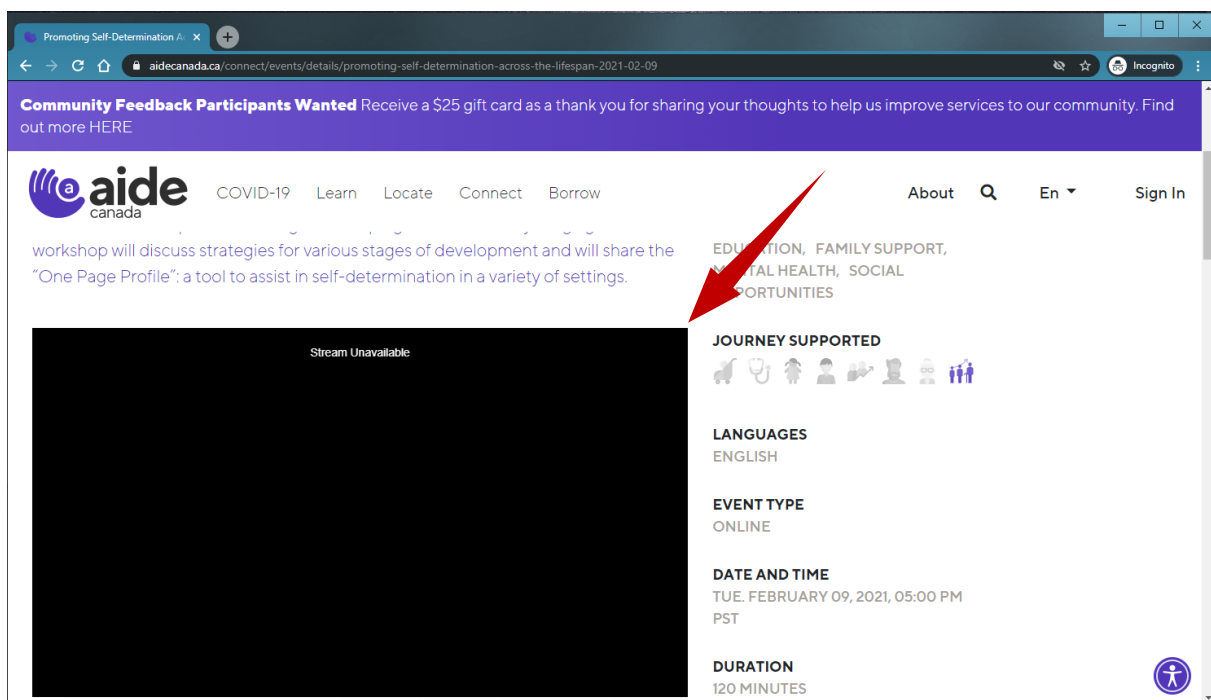 Promoting Self-Determination Ac
aidecanada.ca/connect/events/details/promoting-self-determination-across-the-lifespan-2021-02-09
Incognito
Community Feedback Participants Wanted Receive a $25 gift card as a thank you for sharing your thoughts to help us improve services to our community. Find
out more HERE
a aide
canada
COVID-19 Learn Locate Connect Borrow
About En Sign In
workshop will discuss strategies for various stages of development and will share the
“One Page Profile”: a tool to assist in self-determination in a variety of settings.
Stream Unavailable
EDUCATION, FAMILY SUPPORT,
HEALTH, SOCIAL
JOURNEY SUPPORTED
LANGUAGES
ENGLISH
EVENT TYPE
ONLINE
DATE AND TIME
TUE. FEBRUARY 09, 2021, 05:00 PM
PST
DURATION
120 MINUTES